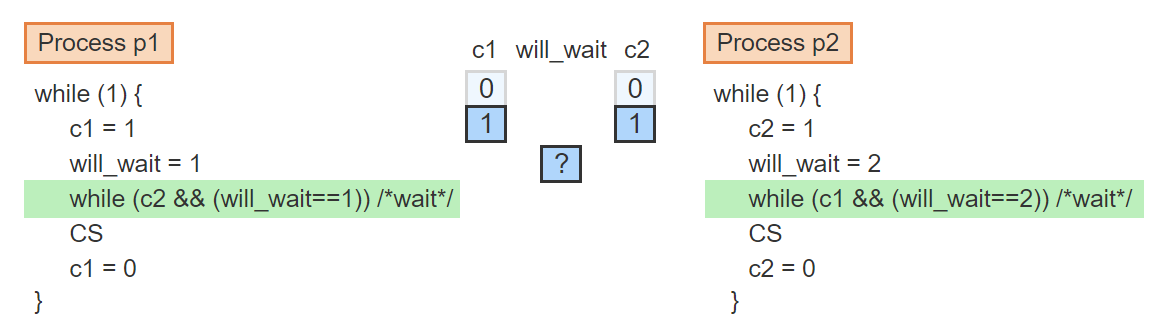 Process p1
while (1) {
c1 = 1
will_wait = 1
while (c2 && (will_wait==1)) /*wait*/
CS
c1 = 0
}
c1 will_wait c2
0 0
1 1
?
Process p2
while (1) {
c2 = 1
will_wait = 2
while (c1 && (will_wait==2)) /*wait*/
CS
c2 = 0
}